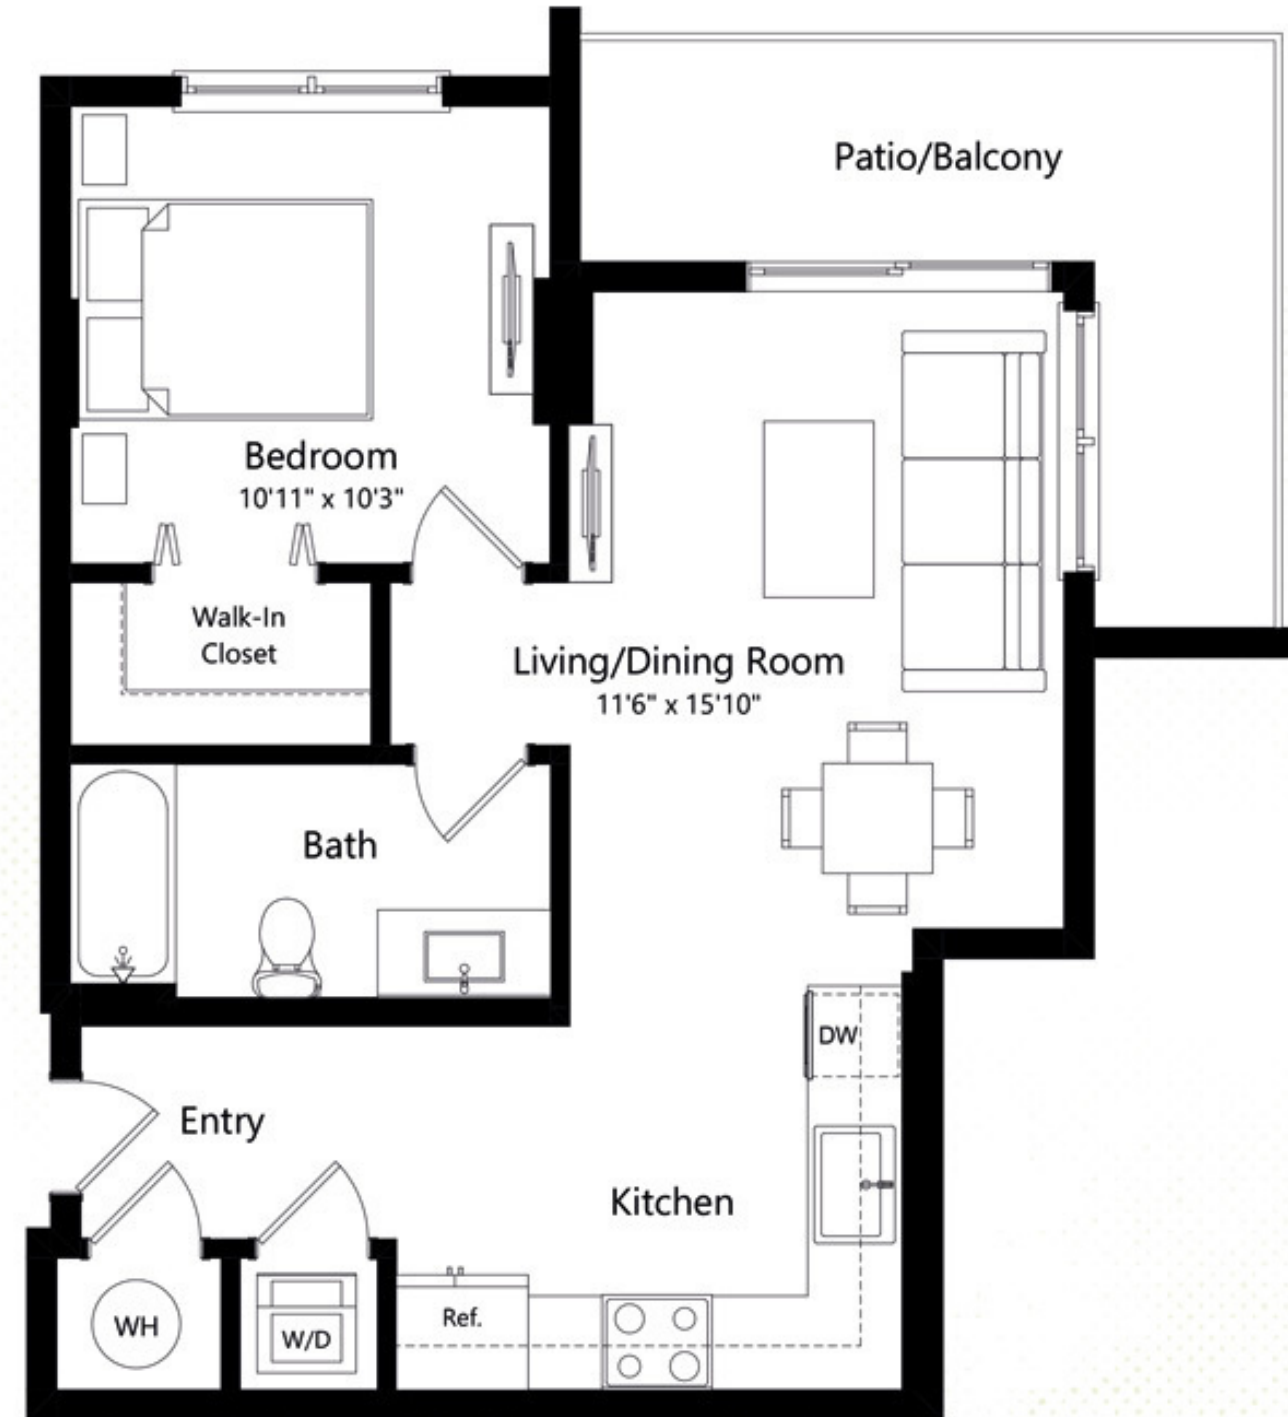 Patio/Balcony
Bedroom
10'11" x 10'3"
Walk-In
Closet
Living/Dining Room
11'6" x 15'10"
Bath
DW
Entry
Kitchen
WH
W/D
Ref.